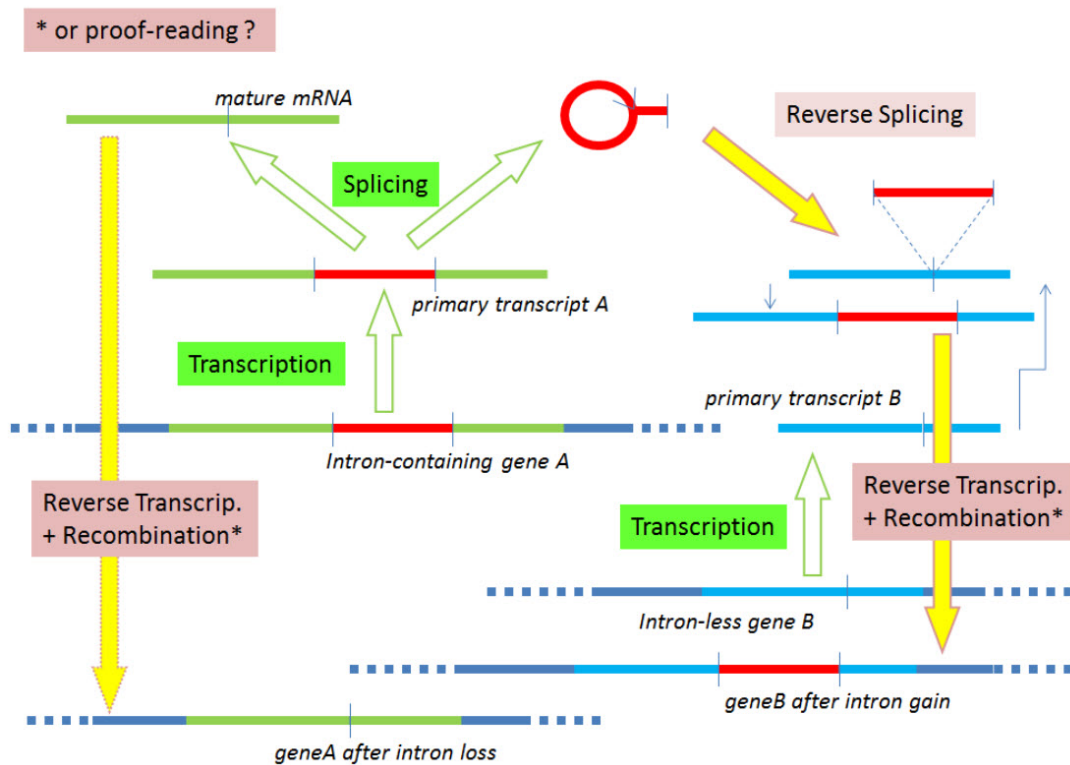 * or proof-reading ?
mature mRNA
Reverse Splicing
Splicing
primary transcript A
Transcription
primary transcript B
Intron-containing gene A
Reverse Transcrip.
+ Recombination*
Transcription
Reverse Transcrip.
+ Recombination*
Intron-less gene B
geneB after intron gain
geneA after intron loss